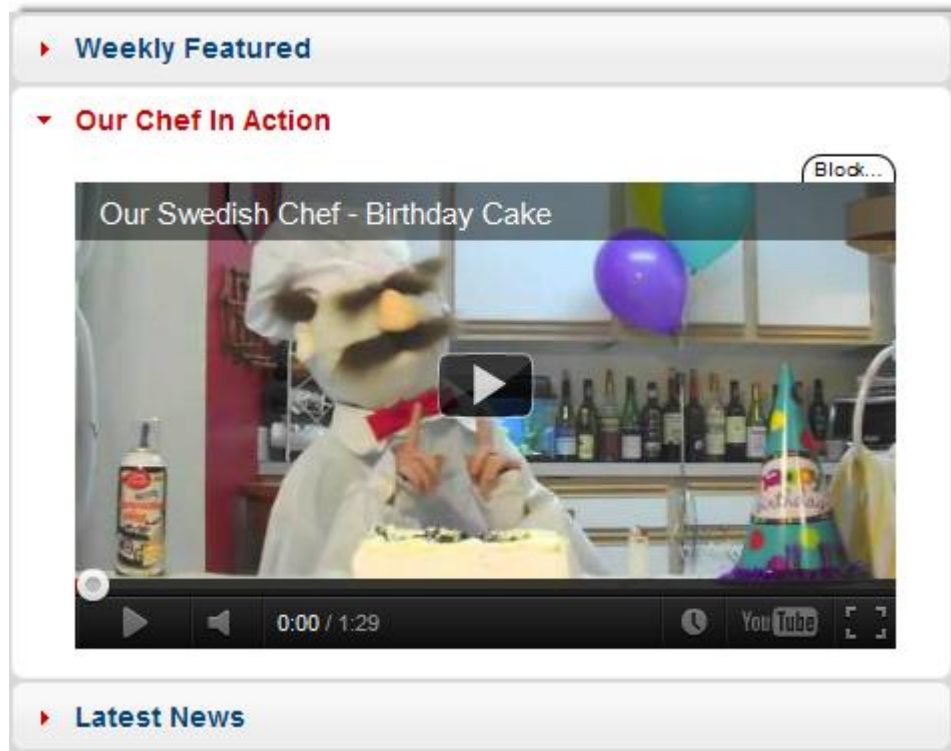 Weekly Featured
Our Chef In Action
Block...
Our Swedish Chef - Birthday Cake
0:00 / 1:29
YouTube
Latest News